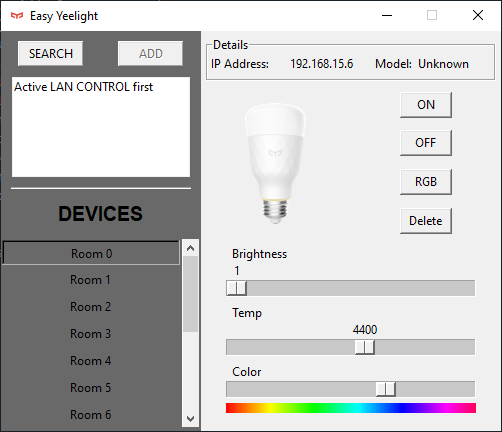 Easy Yeelight
SEARCH
ADD
Active LAN CONTROL first
DEVICES
Room 0
Room 1
Room 2
Room 3
Room 4
Room 5
Room 6
Details
IP Address: 192.168.15.6 Model: Unknown
ON
OFF
RGB
Delete
Brightness
1
Temp
4400
Color